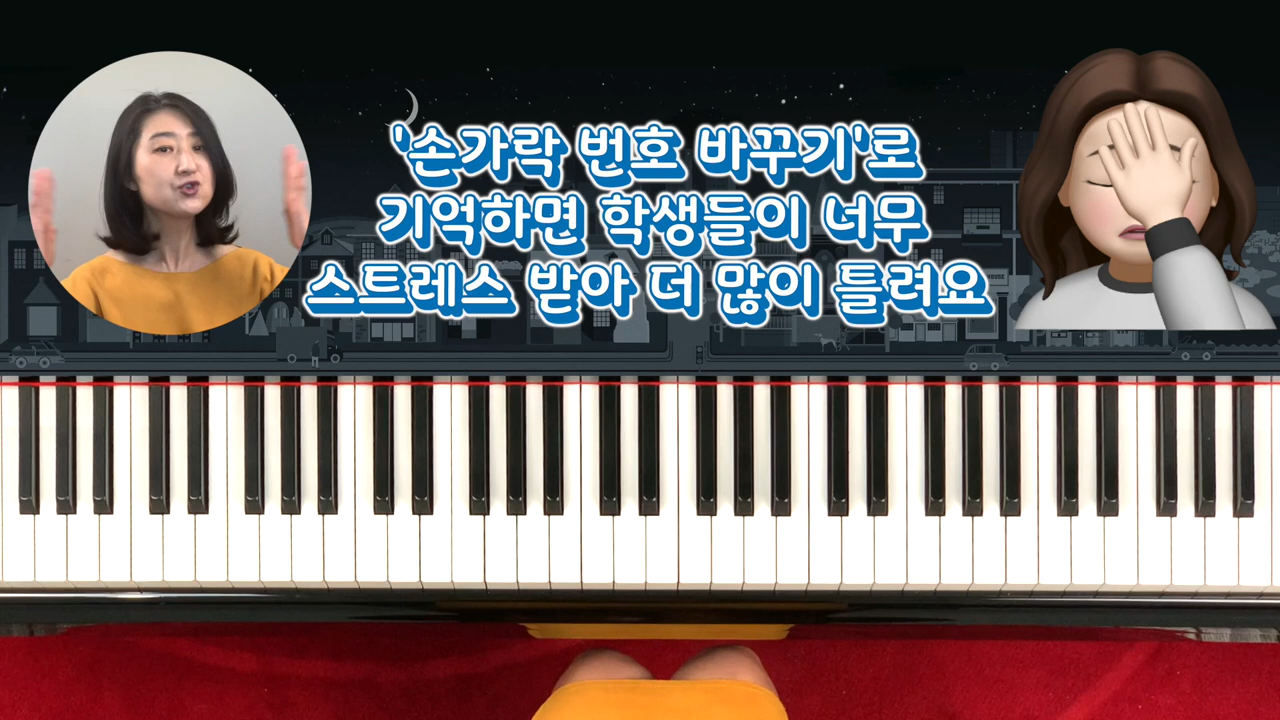 '손가락 번호 바꾸기'로
기억하면 학생들이 너무
스트레스 받아 더 많이 틀려요